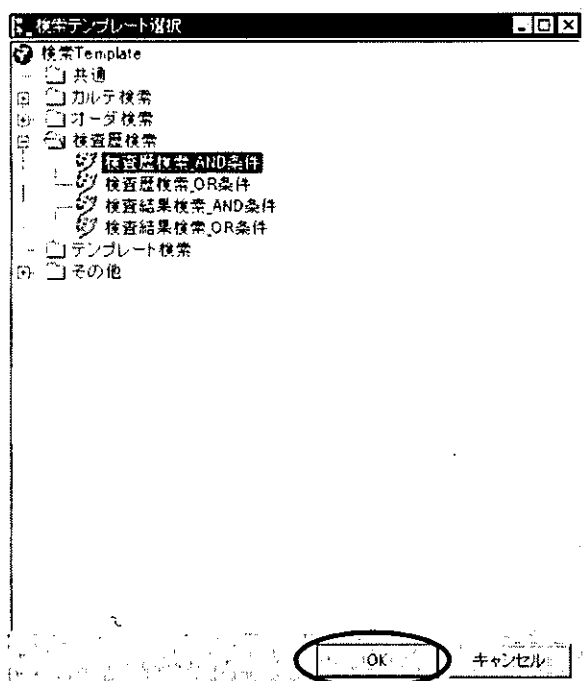 検索テンプレート選択
検索Template
共通
カルテ検索
オーダ検索
検査歴検索
検査歴検索_AND条件
検査歴検索_OR条件
検査結果検索_AND条件
検査結果検索_OR条件
テンプレート検索
その他
OK
キャンセル